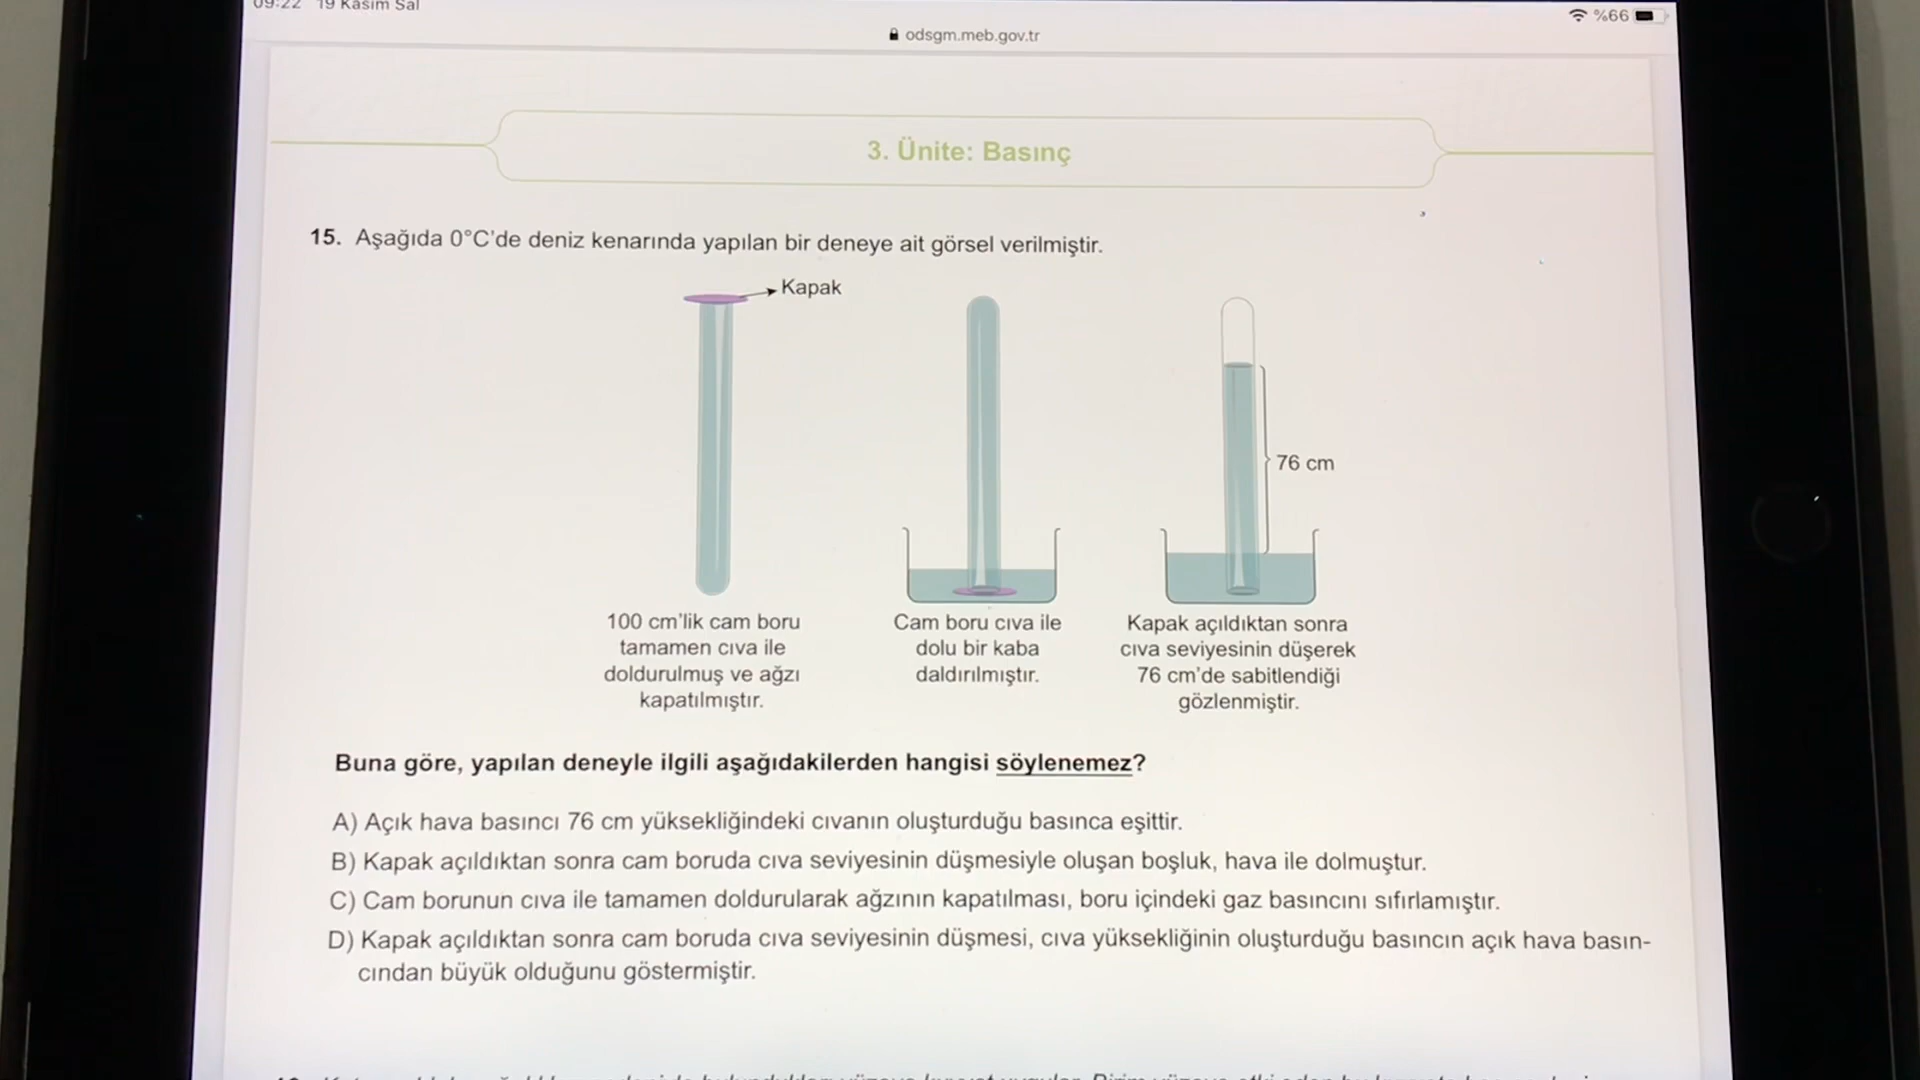 09:22 19 Kasım Sal
%66
odsgm.meb.gov.tr
3. Ünite: Basınç
15. Aşağıda 0°C'de deniz kenarında yapılan bir deneye ait görsel verilmiştir.
Kapak
76 cm
100 cm'lik cam boru
tamamen cıva ile
doldurulmuş ve ağzı
kapatılmıştır.
Cam boru cıva ile
dolu bir kaba
daldırılmıştır.
Kapak açıldıktan sonra
cıva seviyesinin düşerek
76 cm'de sabitlendiği
gözlenmiştir.
Buna göre, yapılan deneyle ilgili aşağıdakilerden hangisi söylenemez?
A) Açık hava basıncı 76 cm yüksekliğindeki cıvanın oluşturduğu basınca eşittir.
B) Kapak açıldıktan sonra cam boruda cıva seviyesinin düşmesiyle oluşan boşluk, hava ile dolmuştur.
C) Cam borunun cıva ile tamamen doldurularak ağzının kapatılması, boru içindeki gaz basıncını sıfırlamıştır.
D) Kapak açıldıktan sonra cam boruda cıva seviyesinin düşmesi, cıva yüksekliğinin oluşturduğu basıncın açık hava basın-
cından büyük olduğunu göstermiştir.